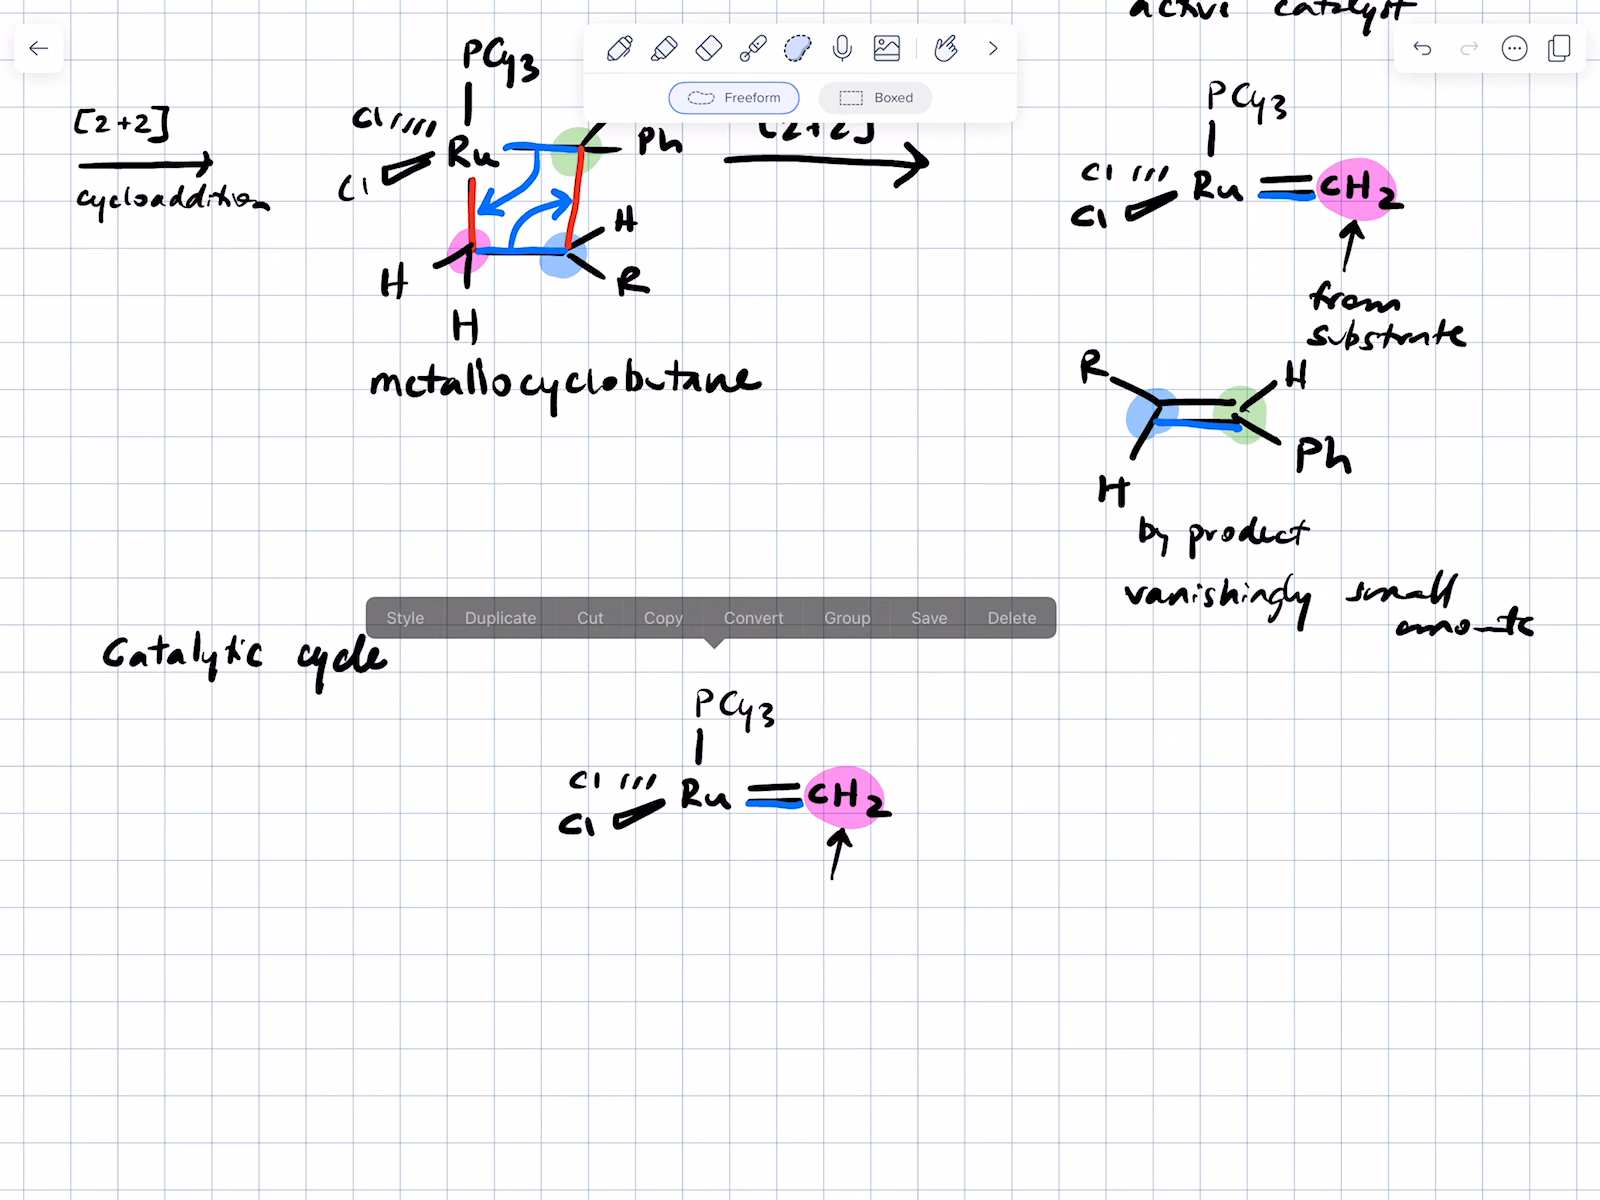 active catalyst
PCy3
Freeform
Boxed
[2+2]
cycloaddition
Cl
Ru
Cl
Ph
H
R
H
H
metallocyclobutane
[2+2]
PCy3
Cl
Ru
CH2
Cl
from
substrate
R
H
Ph
H
by product
vanishingly small
amounts
Style Duplicate Cut Copy Convert Group Save Delete
Catalytic cycle
PCy3
Cl
Ru
CH2
Cl